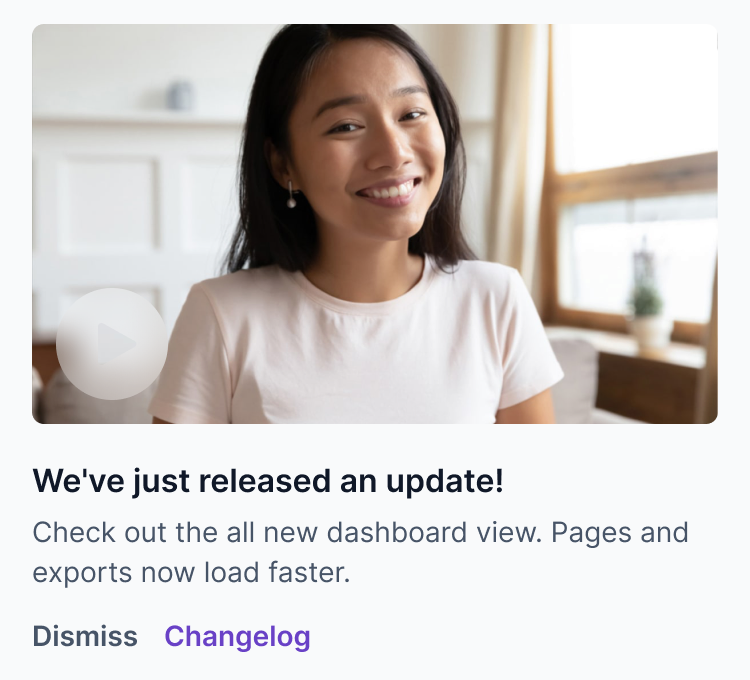 We've just released an update!
Check out the all new dashboard view. Pages and
exports now load faster.
Dismiss Changelog